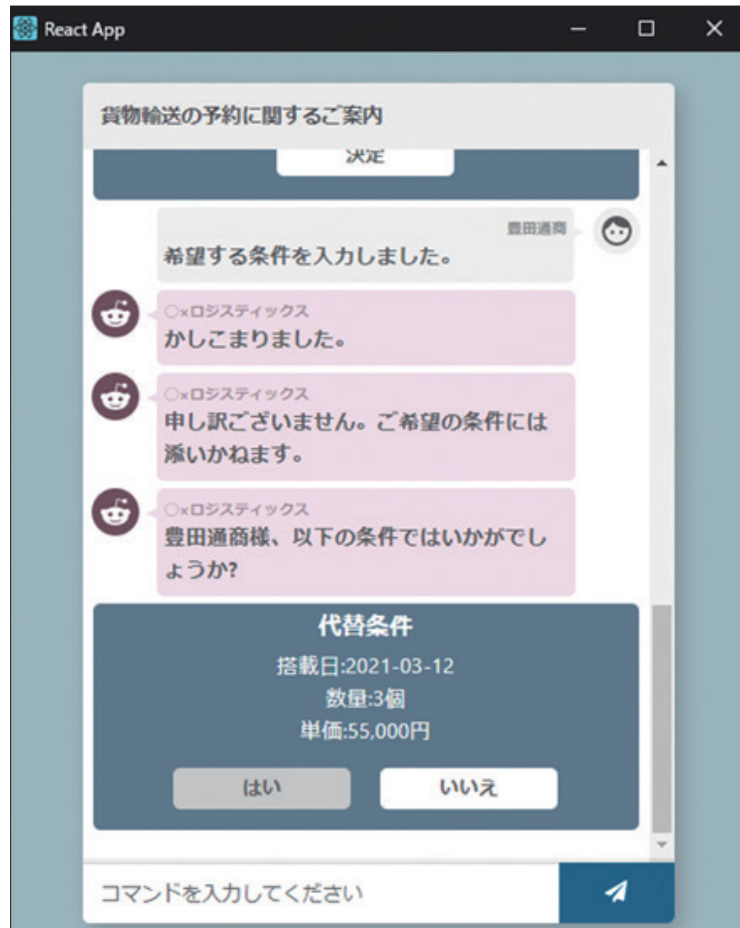 React App
貨物輸送の予約に関するご案内
決定
豊田通商
希望する条件を入力しました。
○×ロジスティックス
かしこまりました。
○×ロジスティックス
申し訳ございません。ご希望の条件には
添いかねます。
○×ロジスティックス
豊田通商様、以下の条件ではいかがでし
ょうか?
代替条件
搭載日:2021-03-12
数量:3個
単価:55,000円
はい
いいえ
コマンドを入力してください